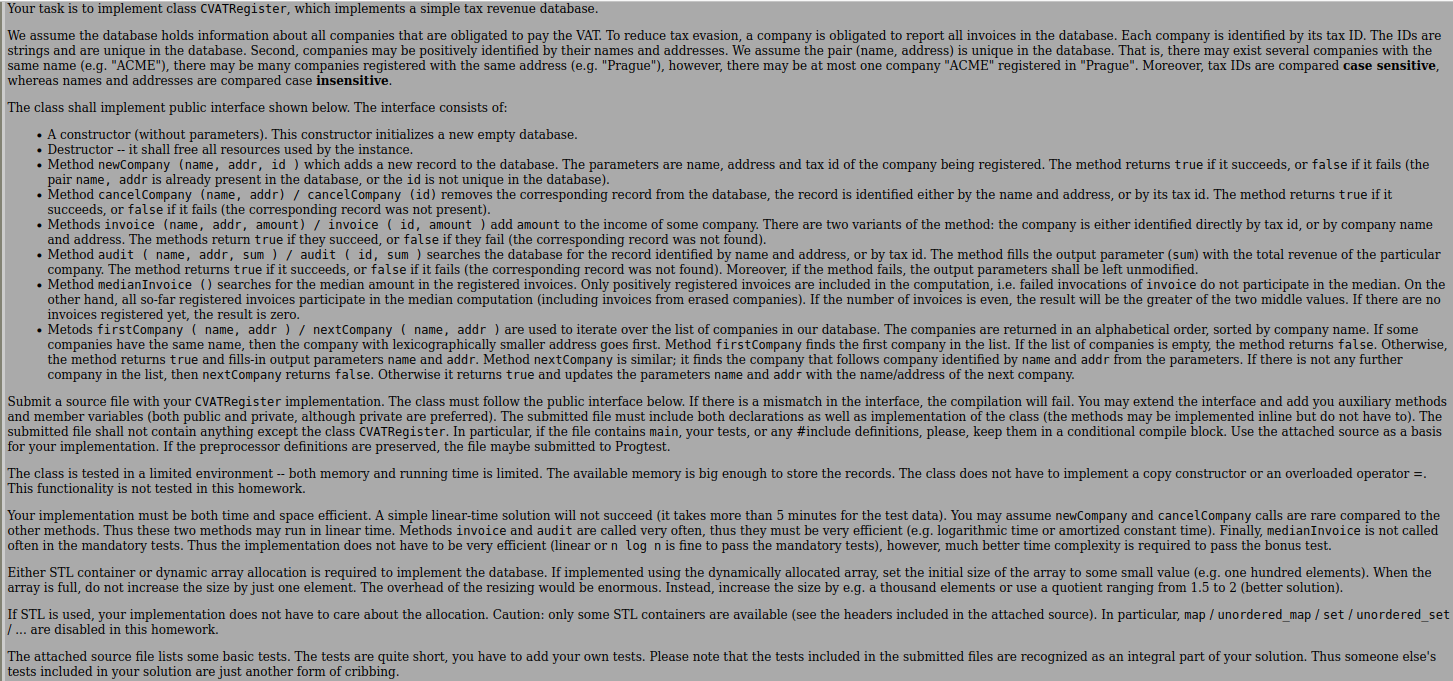 Your task is to implement class CVATRegister, which implements a simple tax revenue database.
We assume the database holds information about all companies that are obligated to pay the VAT. To reduce tax evasion, a company is obligated to report all invoices in the database. Each company is identified by its tax ID. The IDs are
strings and are unique in the database. Second, companies may be positively identified by their names and addresses. We assume the pair (name, address) is unique in the database. That is, there may exist several companies with the
same name (e.g. "ACME"), there may be many companies registered with the same address (e.g. "Prague"), however, there may be at most one company "ACME" registered in "Prague". Moreover, tax IDs are compared case sensitive,
whereas names and addresses are compared case insensitive.
The class shall implement public interface shown below. The interface consists of:
• A constructor (without parameters). This constructor initializes a new empty database.
• Destructor -- it shall free all resources used by the instance.
• Method newCompany (name, addr, id ) which adds a new record to the database. The parameters are name, address and tax id of the company being registered. The method returns true if it succeeds, or false if it fails (the
pair name, addr is already present in the database, or the id is not unique in the database).
• Method cancelCompany (name, addr) / cancelCompany (id) removes the corresponding record from the database, the record is identified either by the name and address, or by its tax id. The method returns true if it
succeeds, or false if it fails (the corresponding record was not present).
• Methods invoice (name, addr, amount) / invoice ( id, amount ) add amount to the income of some company. There are two variants of the method: the company is either identified directly by tax id, or by company name
and address. The methods return true if they succeed, or false if they fail (the corresponding record was not found).
• Method audit ( name, addr, sum ) / audit ( id, sum ) searches the database for the record identified by name and address, or by tax id. The method fills the output parameter (sum) with the total revenue of the particular
company. The method returns true if it succeeds, or false if it fails (the corresponding record was not found). Moreover, if the method fails, the output parameters shall be left unmodified.
• Method medianInvoice () searches for the median amount in the registered invoices. Only positively registered invoices are included in the computation, i.e. failed invocations of invoice do not participate in the median. On the
other hand, all so-far registered invoices participate in the median computation (including invoices from erased companies). If the number of invoices is even, the result will be the greater of the two middle values. If there are no
invoices registered yet, the result is zero.
• Metods firstCompany ( name, addr ) / nextCompany ( name, addr ) are used to iterate over the list of companies in our database. The companies are returned in an alphabetical order, sorted by company name. If some
companies have the same name, then the company with lexicographically smaller address goes first. Method firstCompany finds the first company in the list. If the list of companies is empty, the method returns false. Otherwise,
the method returns true and fills-in output parameters name and addr. Method nextCompany is similar; it finds the company that follows company identified by name and addr from the parameters. If there is not any further
company in the list, then nextCompany returns false. Otherwise it returns true and updates the parameters name and addr with the name/address of the next company.
Submit a source file with your CVATRegister implementation. The class must follow the public interface below. If there is a mismatch in the interface, the compilation will fail. You may extend the interface and add you auxiliary methods
and member variables (both public and private, although private are preferred). The submitted file must include both declarations as well as implementation of the class (the methods may be implemented inline but do not have to). The
submitted file shall not contain anything except the class CVATRegister. In particular, if the file contains main, your tests, or any #include definitions, please, keep them in a conditional compile block. Use the attached source as a basis
for your implementation. If the preprocessor definitions are preserved, the file maybe submitted to Progtest.
The class is tested in a limited environment -- both memory and running time is limited. The available memory is big enough to store the records. The class does not have to implement a copy constructor or an overloaded operator =.
This functionality is not tested in this homework.
Your implementation must be both time and space efficient. A simple linear-time solution will not succeed (it takes more than 5 minutes for the test data). You may assume newCompany and cancelCompany calls are rare compared to the
other methods. Thus these two methods may run in linear time. Methods invoice and audit are called very often, thus they must be very efficient (e.g. logarithmic time or amortized constant time). Finally, medianInvoice is not called
often in the mandatory tests. Thus the implementation does not have to be very efficient (linear or n log n is fine to pass the mandatory tests), however, much better time complexity is required to pass the bonus test.
Either STL container or dynamic array allocation is required to implement the database. If implemented using the dynamically allocated array, set the initial size of the array to some small value (e.g. one hundred elements). When the
array is full, do not increase the size by just one element. The overhead of the resizing would be enormous. Instead, increase the size by e.g. a thousand elements or use a quotient ranging from 1.5 to 2 (better solution).
If STL is used, your implementation does not have to care about the allocation. Caution: only some STL containers are available (see the headers included in the attached source). In particular, map / unordered_map / set / unordered_set
/ ... are disabled in this homework.
The attached source file lists some basic tests. The tests are quite short, you have to add your own tests. Please note that the tests included in the submitted files are recognized as an integral part of your solution. Thus someone else's
tests included in your solution are just another form of cribbing.